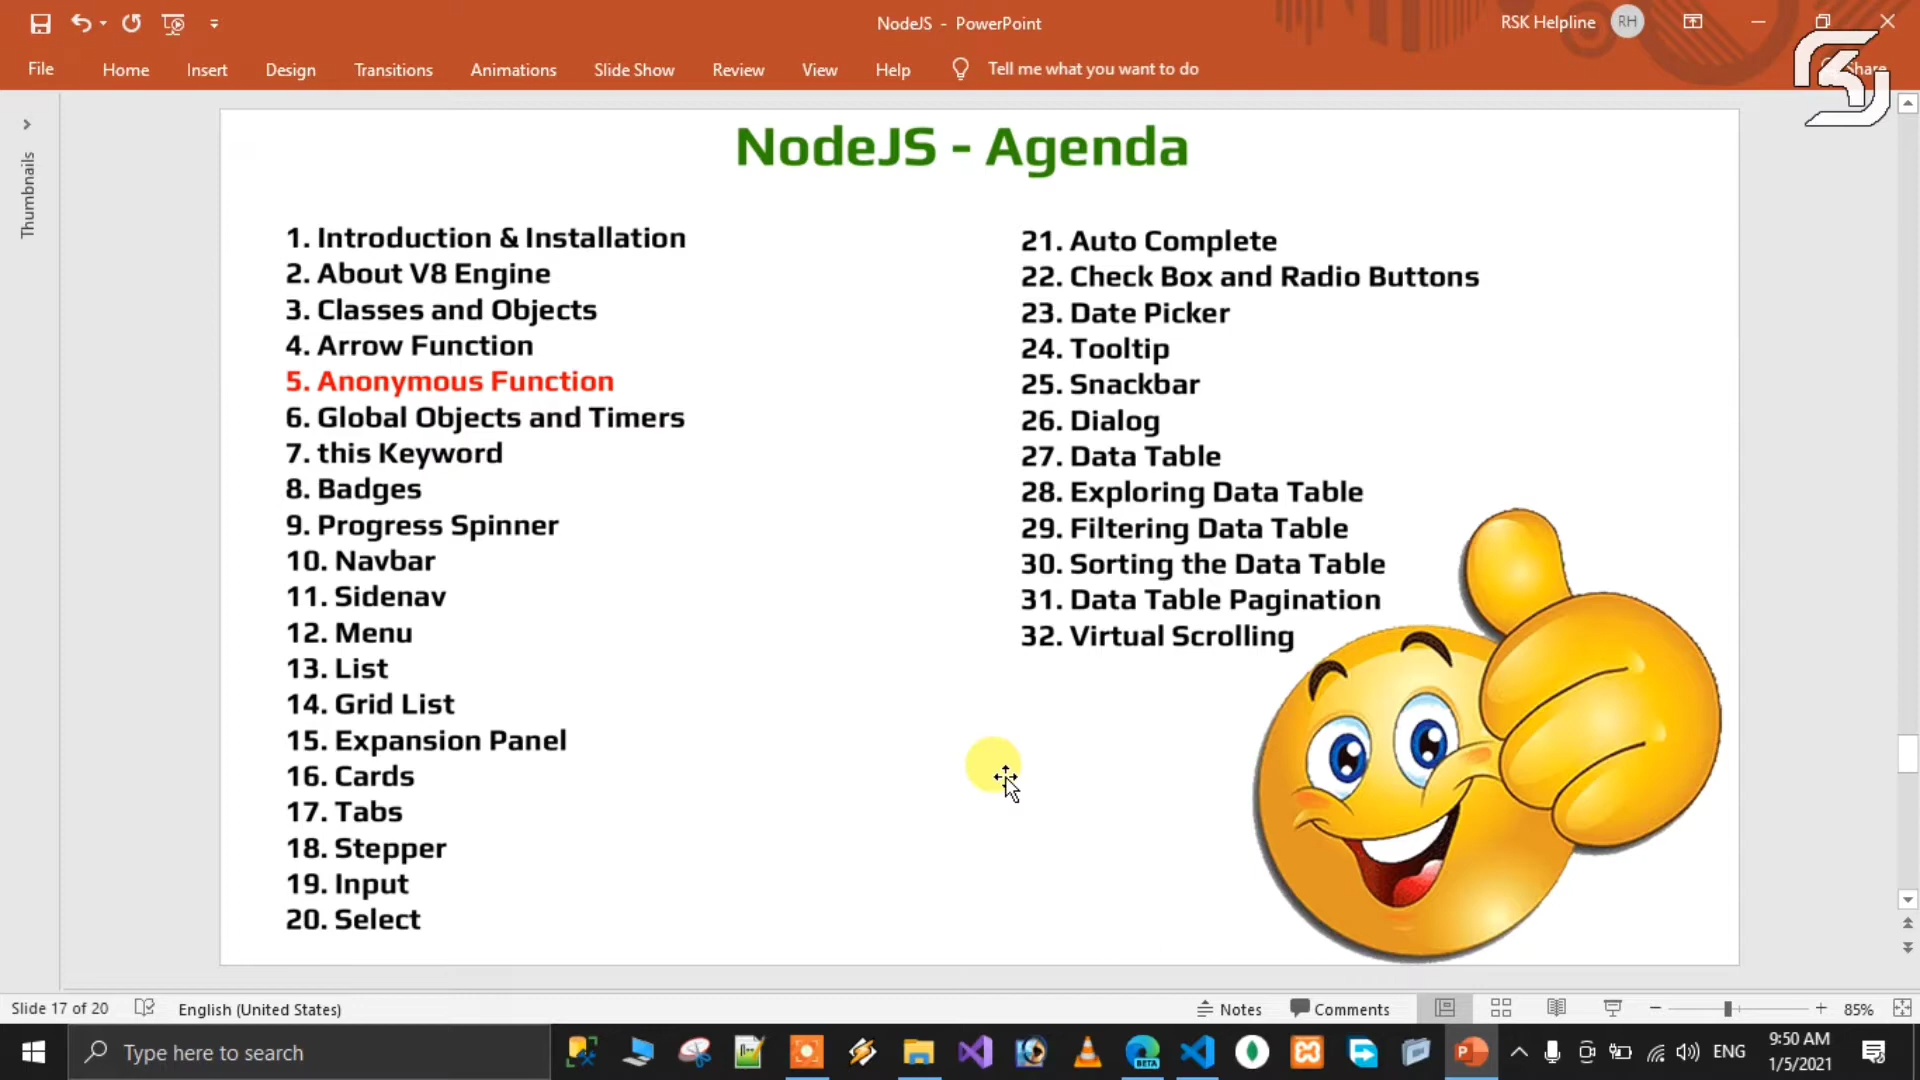 NodeJS - PowerPoint
RSK Helpline
RH
File
Home
Insert
Design
Transitions
Animations
Slide Show
Review
View
Help
Tell me what you want to do
Share
Thumbnails
NodeJS - Agenda
1. Introduction & Installation
2. About V8 Engine
3. Classes and Objects
4. Arrow Function
5. Anonymous Function
6. Global Objects and Timers
7. this Keyword
8. Badges
9. Progress Spinner
10. Navbar
11. Sidenav
12. Menu
13. List
14. Grid List
15. Expansion Panel
16. Cards
17. Tabs
18. Stepper
19. Input
20. Select
21. Auto Complete
22. Check Box and Radio Buttons
23. Date Picker
24. Tooltip
25. Snackbar
26. Dialog
27. Data Table
28. Exploring Data Table
29. Filtering Data Table
30. Sorting the Data Table
31. Data Table Pagination
32. Virtual Scrolling
Slide 17 of 20
English (United States)
Notes
Comments
85%
Type here to search
BETA
ENG
9:50 AM
1/5/2021